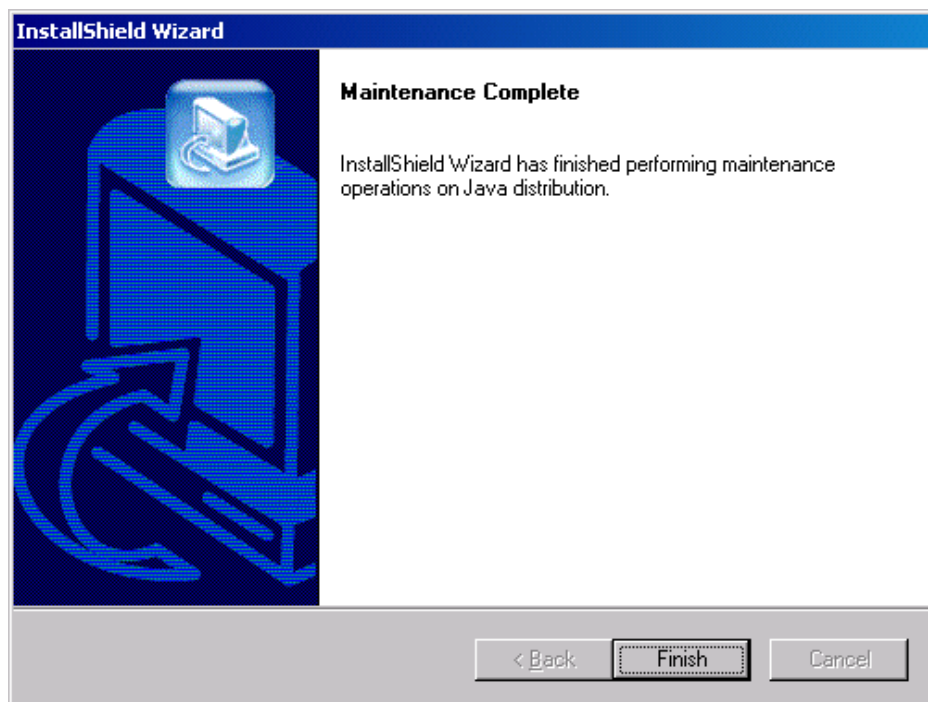 InstallShield Wizard
Maintenance Complete
InstallShield Wizard has finished performing maintenance
operations on Java distribution.
< Back
Finish
Cancel